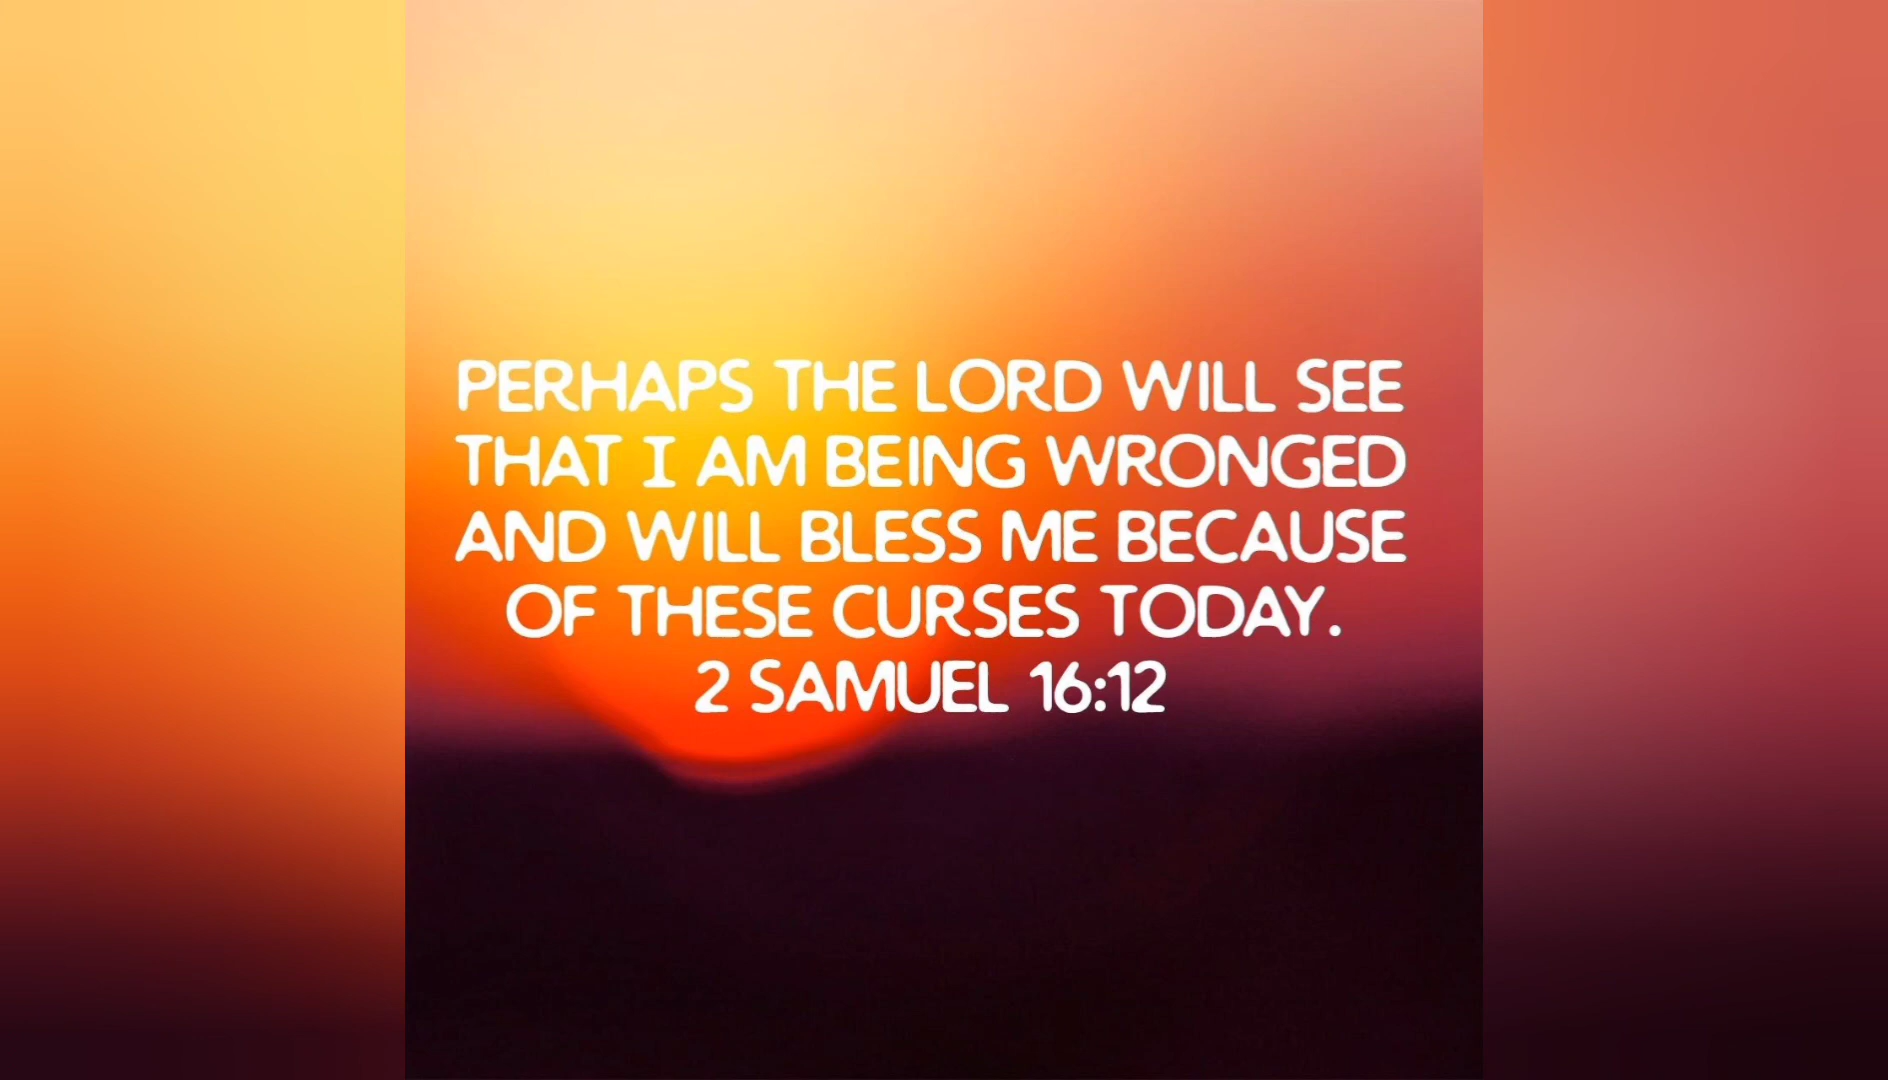 PERHAPS THE LORD WILL SEE
THAT I AM BEING WRONGED
AND WILL BLESS ME BECAUSE
OF THESE CURSES TODAY.
2 SAMUEL 16:12